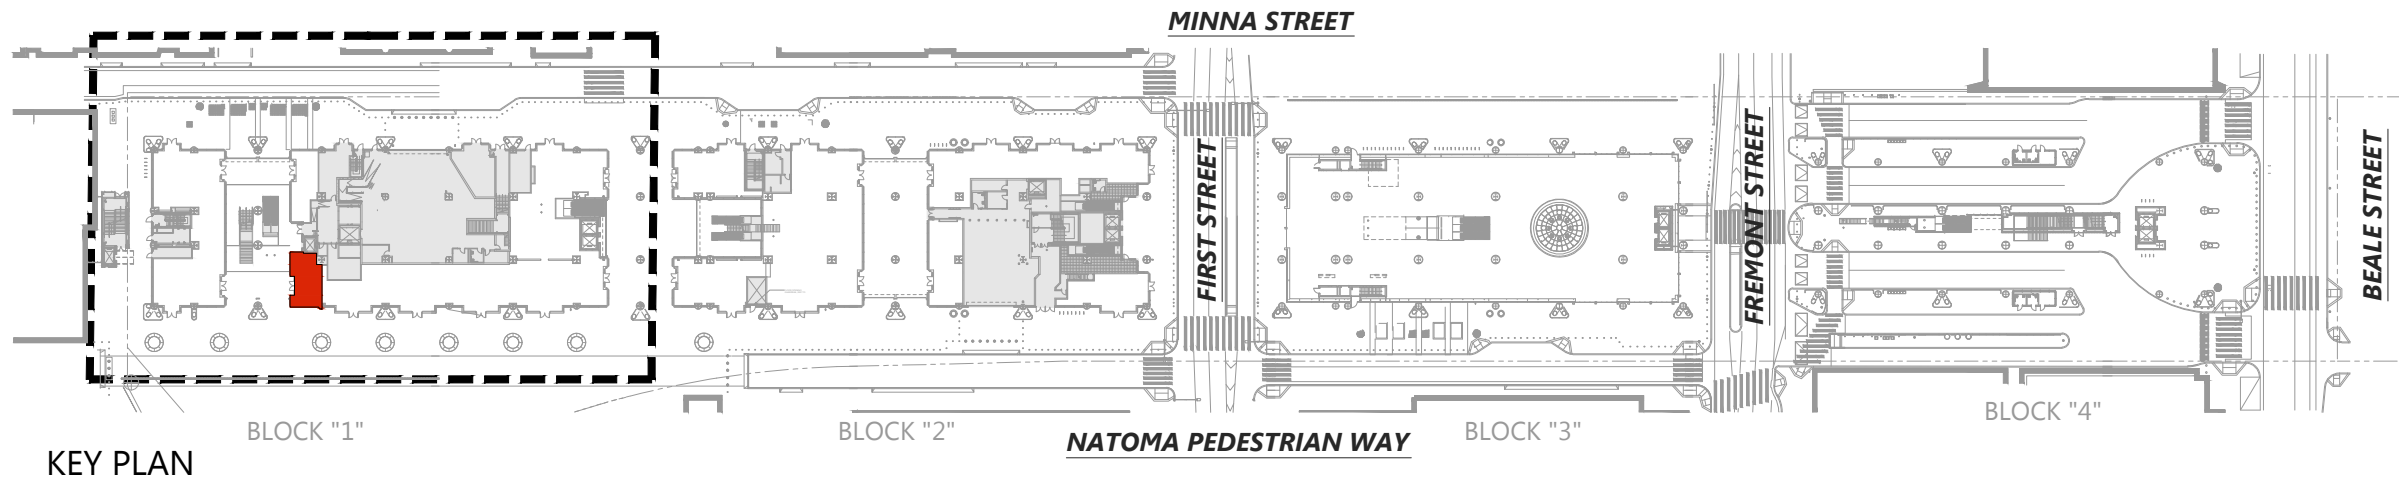 MINNA STREET
FIRST STREET
FREMONT STREET
BEALE STREET
BLOCK "1"
BLOCK "2"
BLOCK "3"
BLOCK "4"
NATOMA PEDESTRIAN WAY
KEY PLAN